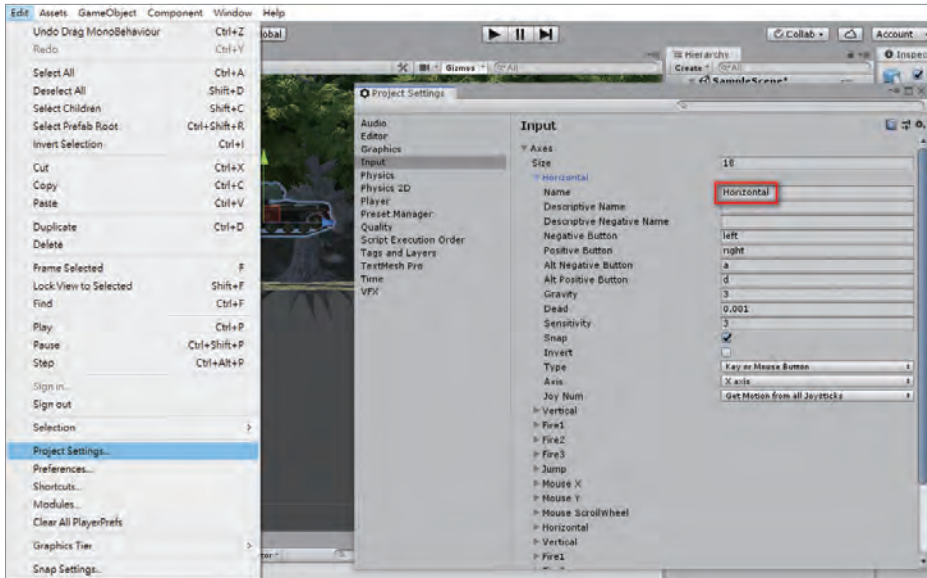 Edit Assets GameObject Component Window Help
Undo Drag MonoBehaviour Ctrl+Z
Redo Ctrl+Y
Select All Ctrl+A
Deselect All Shift+D
Select Children Shift+C
Select Prefab Root Ctrl+Shift+R
Invert Selection Ctrl+I
Cut Ctrl+X
Copy Ctrl+C
Paste Ctrl+V
Duplicate Ctrl+D
Delete
Frame Selected F
Lock View to Selected Shift+F
Find Ctrl+F
Play Ctrl+P
Pause Ctrl+Shift+P
Step Ctrl+Alt+P
Sign in...
Sign out
Selection
Project Settings...
Preferences...
Shortcuts...
Modules...
Clear All PlayerPrefs
Graphics Tier
Snap Settings...
Collab Account
Gizmos All
Hierarchy
Create All
SampleScene*
Project Settings
Audio
Editor
Graphics
Input
Physics
Physics 2D
Player
Preset Manager
Quality
Script Execution Order
Tags and Layers
TextMesh Pro
Time
VFX
Input
Axes
Size 18
Horizontal
Name Horizontal
Descriptive Name
Descriptive Negative Name
Negative Button left
Positive Button right
Alt Negative Button a
Alt Positive Button d
Gravity 3
Dead 0.001
Sensitivity 3
Snap
Invert
Type Key or Mouse Button
Axis X axis
Joy Num Get Motion from all Joysticks
Vertical
Fire1
Fire2
Fire3
Jump
Mouse X
Mouse Y
Mouse ScrollWheel
Horizontal
Vertical
Fire1